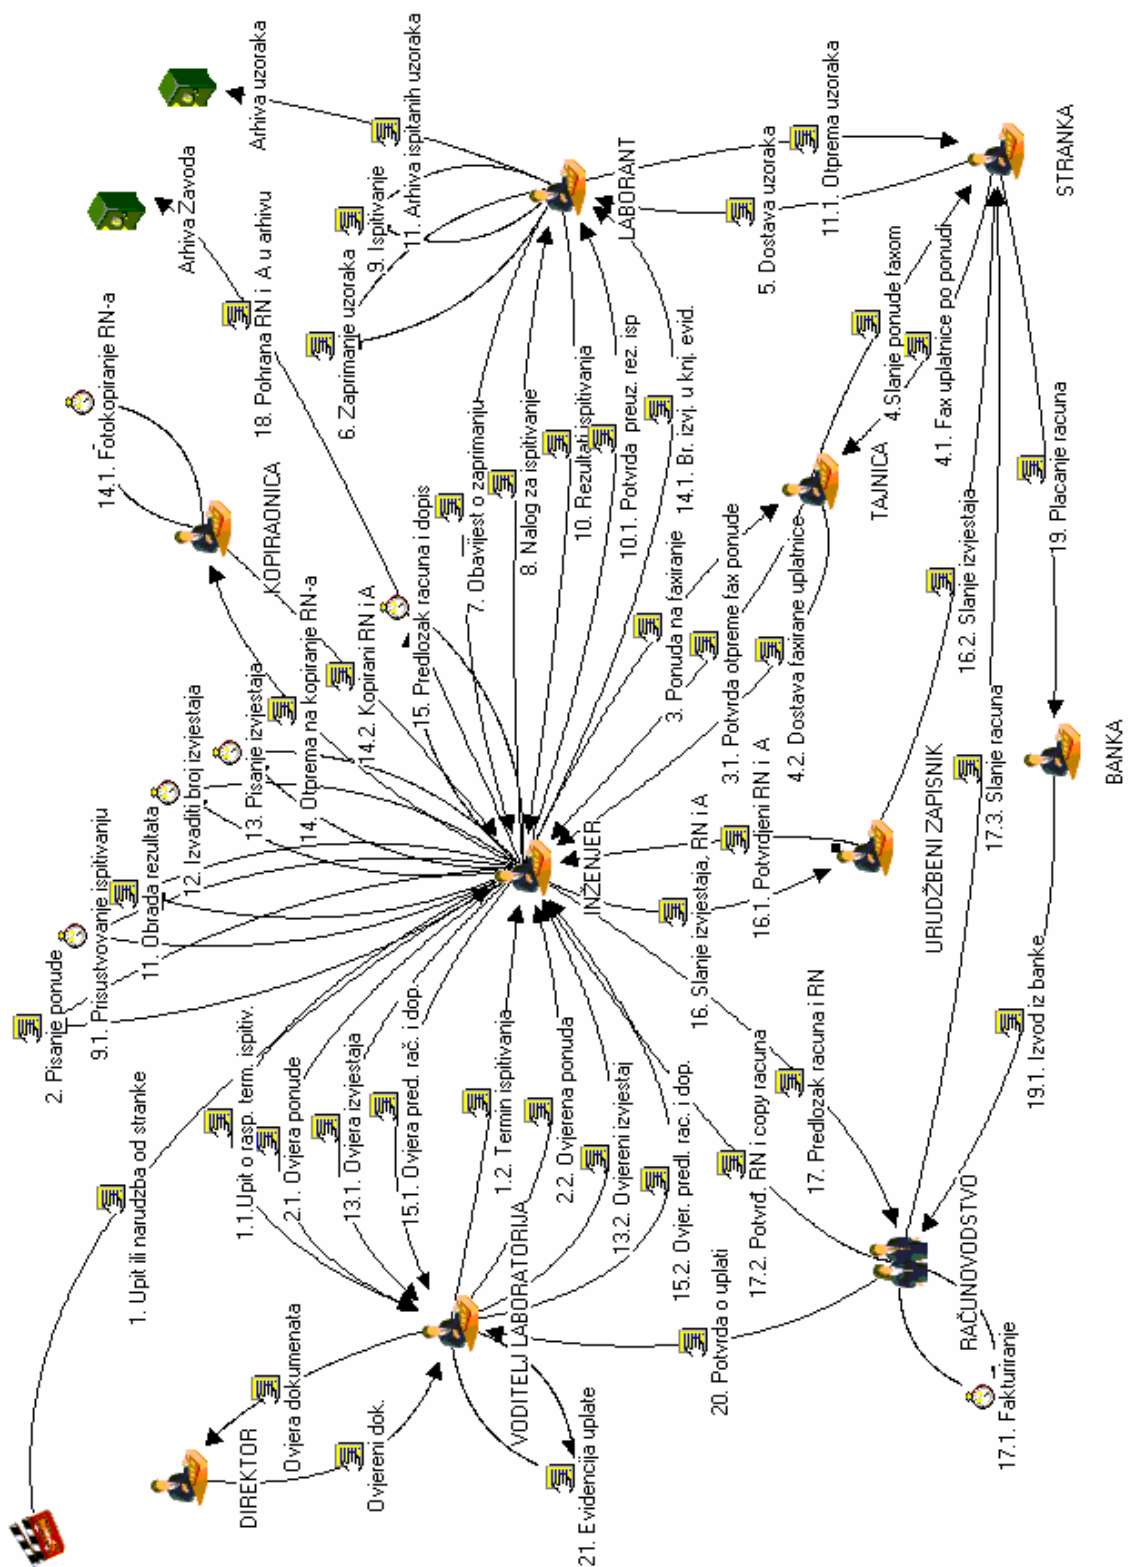 1. Upit ili narudzba od stranke
2. Pisanje ponude
9.1. Prisustvovanje ispitivanju
11. Obrada rezultata
12. Izvaditi broj izvjestaja
13. Pisanje izvjestaja
14. Otprema na kopiranje RN-a
KOPIRAONICA
14.1. Fotokopiranje RN-a
14.2. Kopirani RN i A
15. Predlozak racuna i dopis
18. Pohrana RN i A u arhivu
Arhiva Zavoda
Arhiva uzoraka
6. Zaprimanje uzoraka
9. Ispitivanje
11. Arhiva ispitanih uzoraka
DIREKTOR
Ovjera dokumenata
Ovjereni dok.
1.1.Upit o rasp. term. ispitiv.
2.1. Ovjera ponude
13.1. Ovjera izvjestaja
15.1. Ovjera pred. rač. i dop.
7. Obavijest o zaprimanju
8. Nalog za ispitivanje
10. Rezultati ispitivanja
10.1. Potvrda preuz. rez. isp
14.1. Br. izvj. u knj. evid.
LABORANT
VODITELJ LABORATORIJA
21. Evidencija uplate
1.2. Termin ispitivanja
2.2. Ovjerena ponuda
13.2. Ovjereni izvjestaj
15.2. Ovjer. predl. rac. i dop.
INŽENJER
3. Ponuda na faxiranje
3.1. Potvrda otpreme fax ponude
4.2. Dostava faxirane uplatnice
5. Dostava uzoraka
11.1. Otprema uzoraka
TAJNICA
4.Slanje ponude faxom
4.1. Fax uplatnice po ponudi
20. Potvrda o uplati
17.2. Potvrđ. RN i copy racuna
17. Predlozak racuna i RN
16. Slanje izvjestaja, RN i A
16.1. Potvrdjeni RN i A
URUDŽBENI ZAPISNIK
16.2. Slanje izvjestaja
17.3. Slanje racuna
STRANKA
RAČUNOVODSTVO
17.1. Fakturiranje
19. Placanje racuna
19.1. Izvod iz banke
BANKA